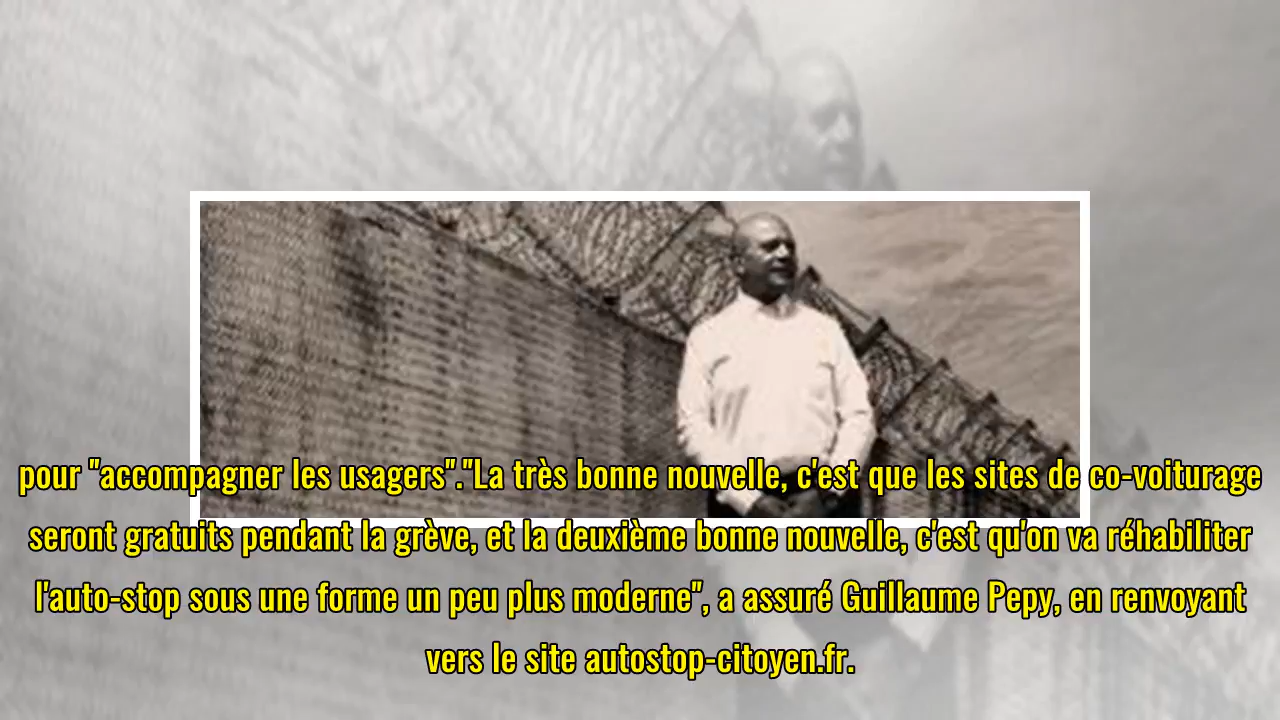 pour "accompagner les usagers"."La très bonne nouvelle, c'est que les sites de co-voiturage
seront gratuits pendant la grève, et la deuxième bonne nouvelle, c'est qu'on va réhabiliter
l'auto-stop sous une forme un peu plus moderne", a assuré Guillaume Pepy, en renvoyant
vers le site autostop-citoyen.fr.